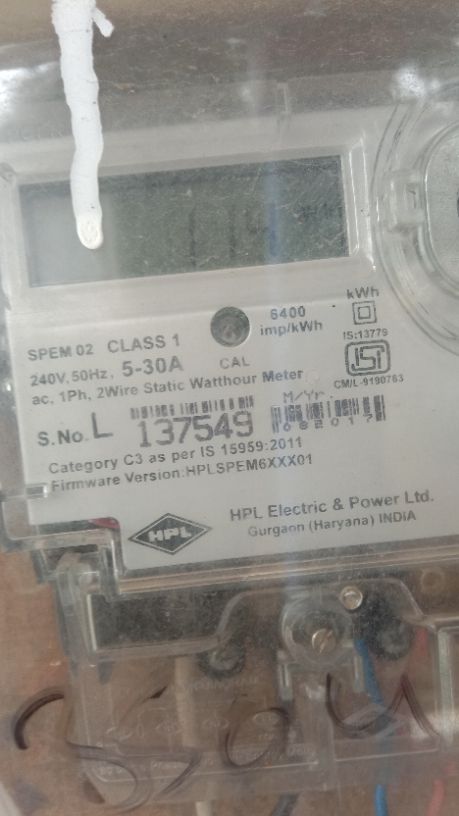 kWh
6400
imp/kWh
IS:13779
SPEM 02 CLASS 1
CAL
CM/L-9190763
240V, 50Hz, 5-30A
ac, 1Ph, 2Wire Static Watthour Meter
M/Yr.
S.No. L 137549
Category C3 as per IS 15959:2011
Firmware Version:HPLSPEM6XXX01
HPL
HPL Electric & Power Ltd.
Gurgaon (Haryana) INDIA